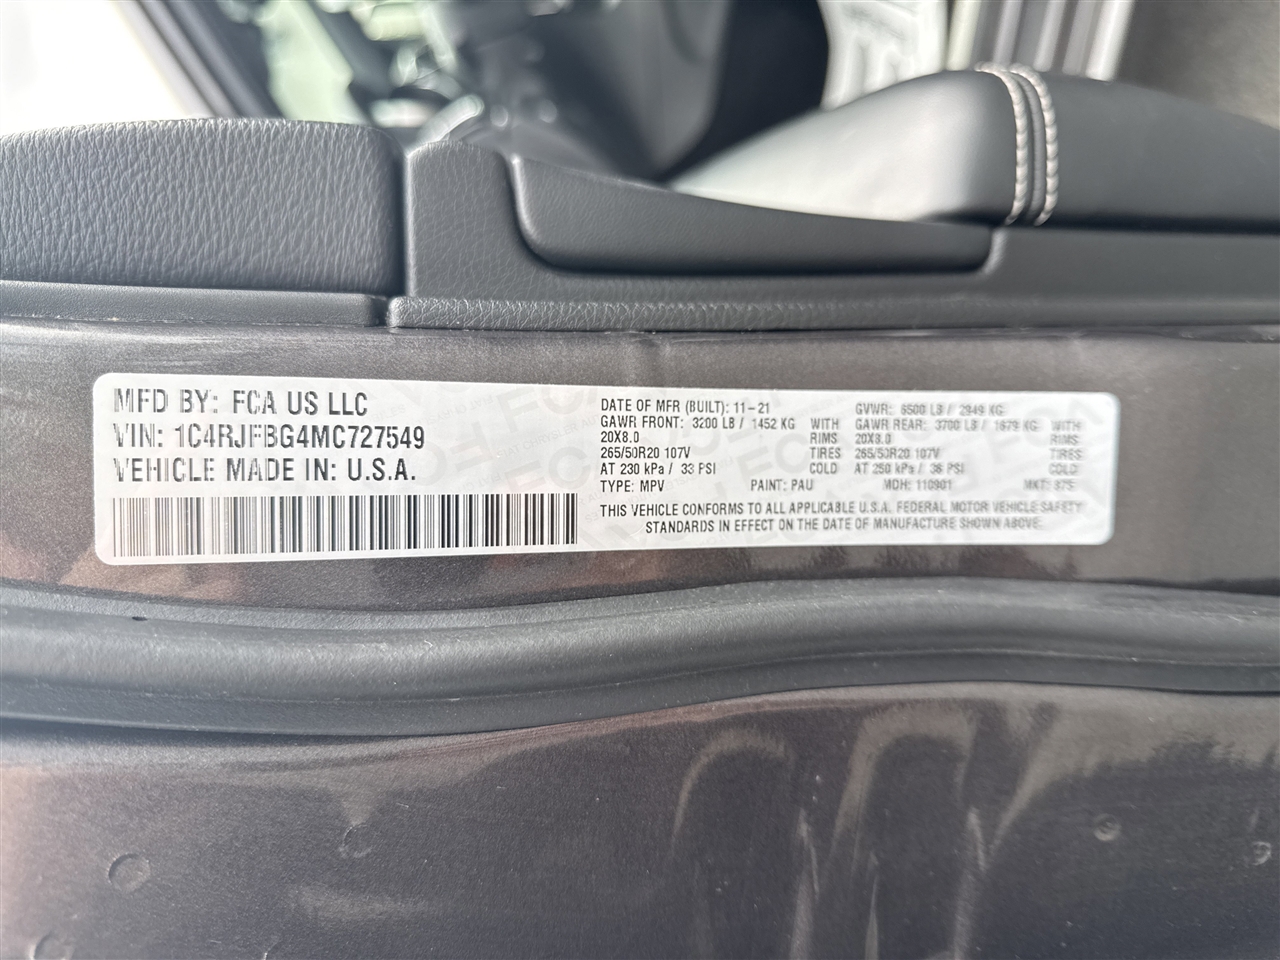 MFD BY: FCA US LLC
VIN: 1C4RJFBG4MC727549
VEHICLE MADE IN: U.S.A.
DATE OF MFR (BUILT): 11-21 GVWR: 6500 LB / 2949 KG
GAWR FRONT: 3200 LB / 1452 KG WITH GAWR REAR: 3700 LB / 1679 KG WITH
20X8.0 RIMS 20X8.0 RIMS
265/50R20 107V TIRES 265/50R20 107V TIRES
AT 230 kPa / 33 PSI COLD AT 250 kPa / 36 PSI COLD
TYPE: MPV PAINT: PAU MDH: 110901 MKT: 875
THIS VEHICLE CONFORMS TO ALL APPLICABLE U.S.A. FEDERAL MOTOR VEHICLE SAFETY
STANDARDS IN EFFECT ON THE DATE OF MANUFACTURE SHOWN ABOVE.